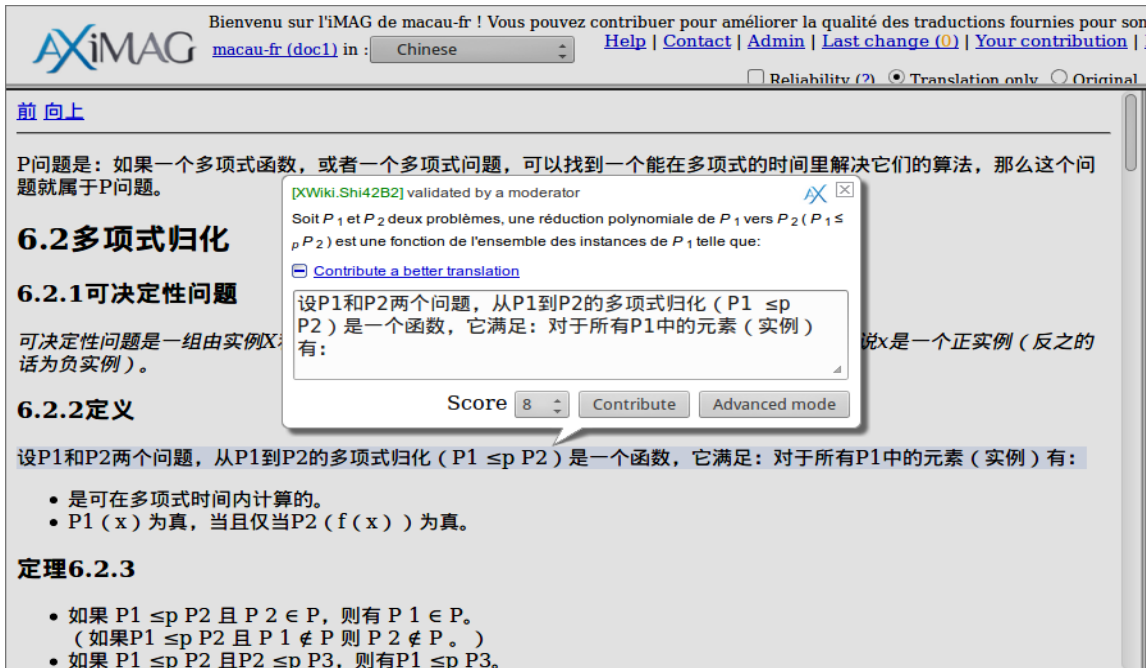 AXiMAG
Bienvenu sur l'iMAG de macau-fr ! Vous pouvez contribuer pour améliorer la qualité des traductions fournies pour son
macau-fr (doc1) in : Chinese
Help | Contact | Admin | Last change (0) | Your contribution |
Reliability (?) Translation only Original
前 向上
P问题是：如果一个多项式函数，或者一个多项式问题，可以找到一个能在多项式的时间里解决它们的算法，那么这个问
题就属于P问题。
[XWiki.Shi42B2] validated by a moderator AX
Soit P 1 et P 2 deux problèmes, une réduction polynomiale de P 1 vers P 2 ( P 1 ≤
p P 2 ) est une fonction de l'ensemble des instances de P 1 telle que:
Contribute a better translation
设P1和P2两个问题，从P1到P2的多项式归化（P1 ≤p
P2）是一个函数，它满足：对于所有P1中的元素（实例）
有：
Score 8 Contribute Advanced mode
6.2多项式归化
6.2.1可决定性问题
可决定性问题是一组由实例X 说x是一个正实例（反之的
话为负实例）。
6.2.2定义
设P1和P2两个问题，从P1到P2的多项式归化（P1 ≤p P2）是一个函数，它满足：对于所有P1中的元素（实例）有：
• 是可在多项式时间内计算的。
• P1（x）为真，当且仅当P2（f（x））为真。
定理6.2.3
• 如果 P1 ≤p P2 且 P 2 ∈ P，则有 P 1 ∈ P。
（如果P1 ≤p P2 且 P 1 ∉ P 则 P 2 ∉ P 。）
• 如果 P1 ≤p P2 且P2 ≤p P3，则有P1 ≤p P3。